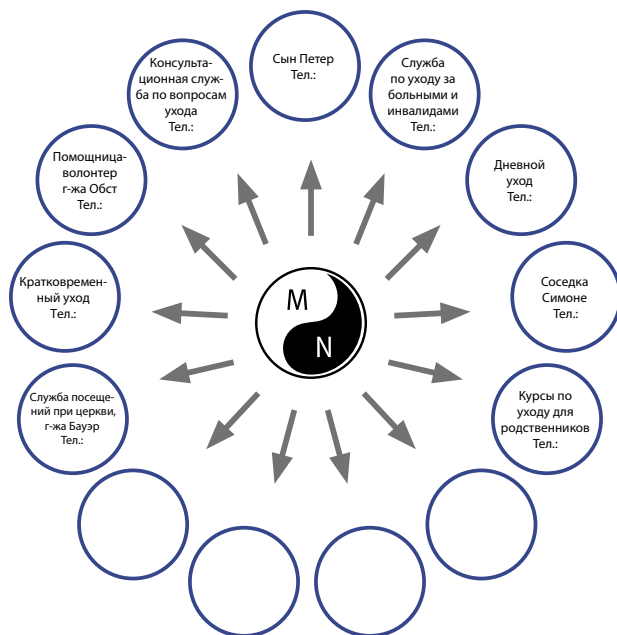 Сын Петер
Тел.:
Служба
по уходу за
больными и
инвалидами
Тел.:
Дневной
уход
Тел.:
Соседка
Симоне
Тел.:
Курсы по
уходу для
родственников
Тел.:
Служба посеще-
ний при церкви,
г-жа Бауэр
Тел.:
Кратковремен-
ный уход
Тел.:
Помощница-
волонтер
г-жа Обст
Тел.:
Консульта-
ционная служ-
ба по вопросам
ухода
Тел.:
M
N